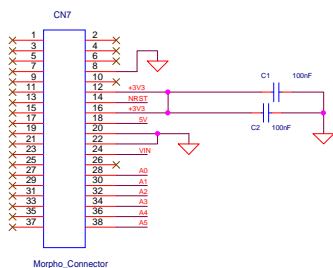 CN7
1 2
3 4
5 6
7 8
9 10
11 12 +3V3
13 14 NRST
15 16 +3V3
17 18 5V
19 20
21 22
23 24 VIN
25 26
27 28 A0
29 30 A1
31 32 A2
33 34 A3
35 36 A4
37 38 A5
C1 100nF
C2 100nF
Morpho_Connector